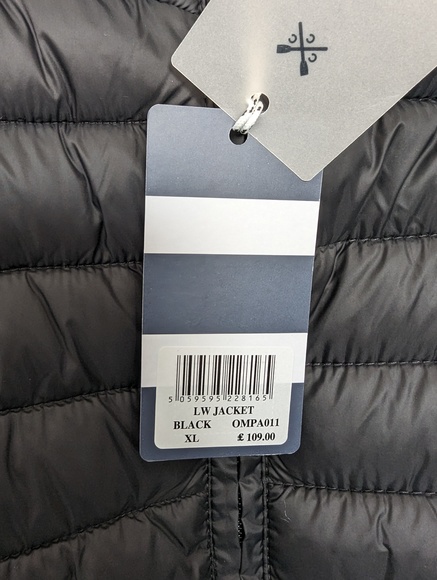 5 059595 228165
LW JACKET
BLACK OMPA011
XL £ 109.00